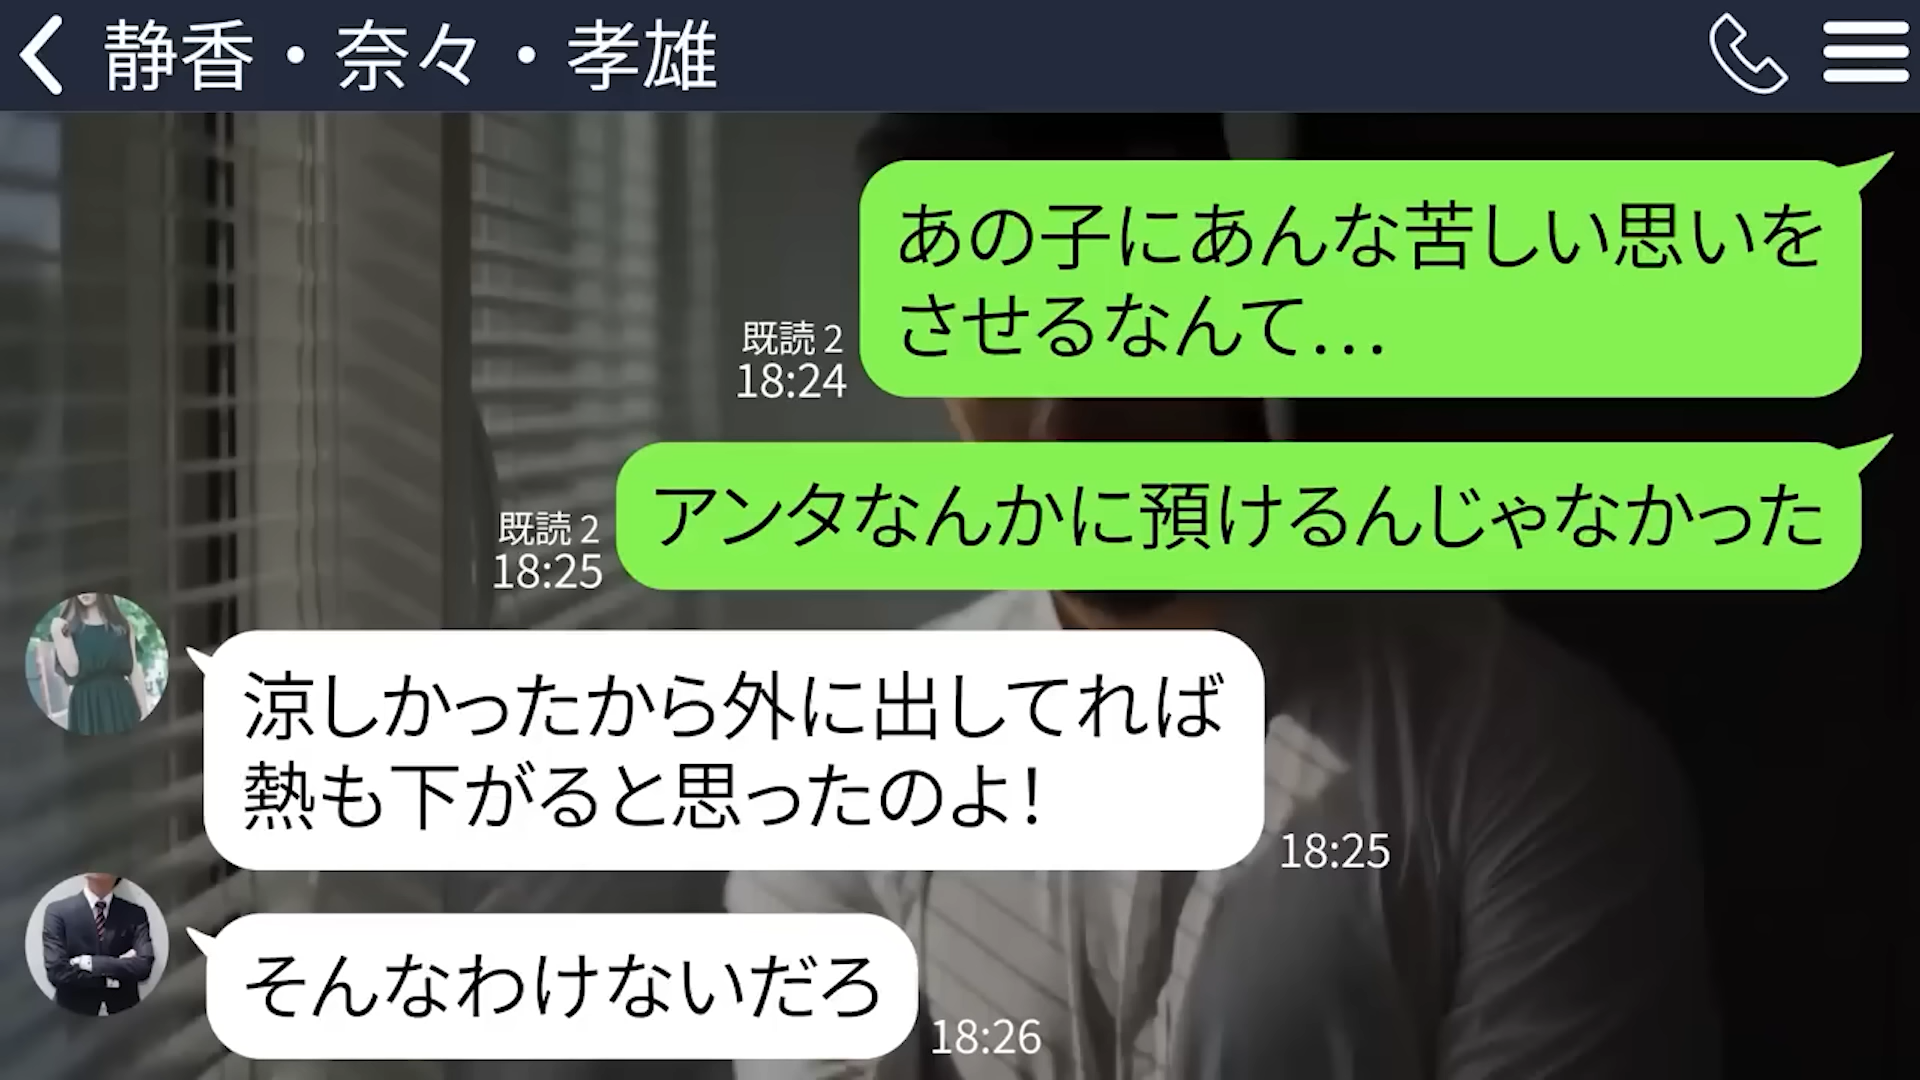 静香・奈々・孝雄
あの子にあんな苦しい思いを
させるなんて…
既読 2
18:24
アンタなんかに預けるんじゃなかった
既読 2
18:25
涼しかったから外に出してれば
熱も下がると思ったのよ！
18:25
そんなわけないだろ
18:26